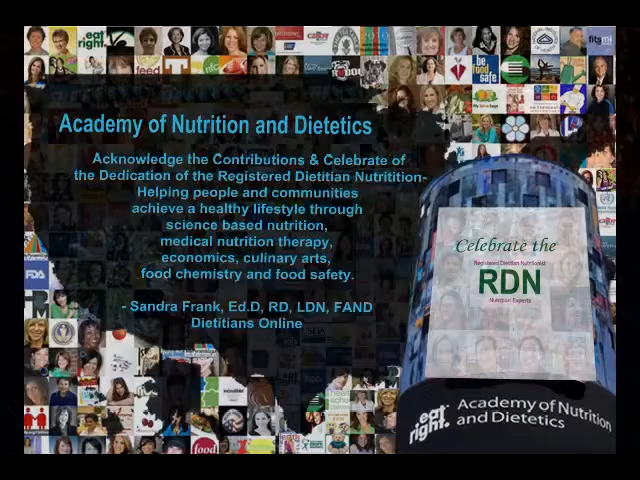 Academy of Nutrition and Dietetics
Acknowledge the Contributions & Celebrate of
the Dedication of the Registered Dietitian Nutritition-
Helping people and communities
achieve a healthy lifestyle through
science based nutrition,
medical nutrition therapy,
economics, culinary arts,
food chemistry and food safety.
- Sandra Frank, Ed.D, RD, LDN, FAND
Dietitians Online
Celebrate the
Registered Dietitian Nutritionist
RDN
Nutrition Experts
eat right.
Academy of Nutrition
and Dietetics
eat
right.
be
food
safe
FDA
feed
food